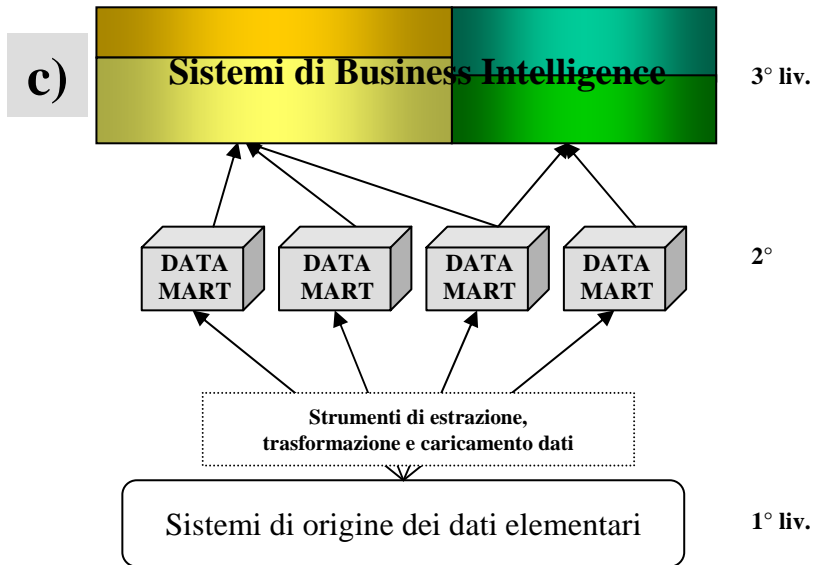 c)
Sistemi di Business Intelligence
3° liv.
DATA
MART
DATA
MART
DATA
MART
DATA
MART
2°
Strumenti di estrazione,
trasformazione e caricamento dati
Sistemi di origine dei dati elementari
1° liv.